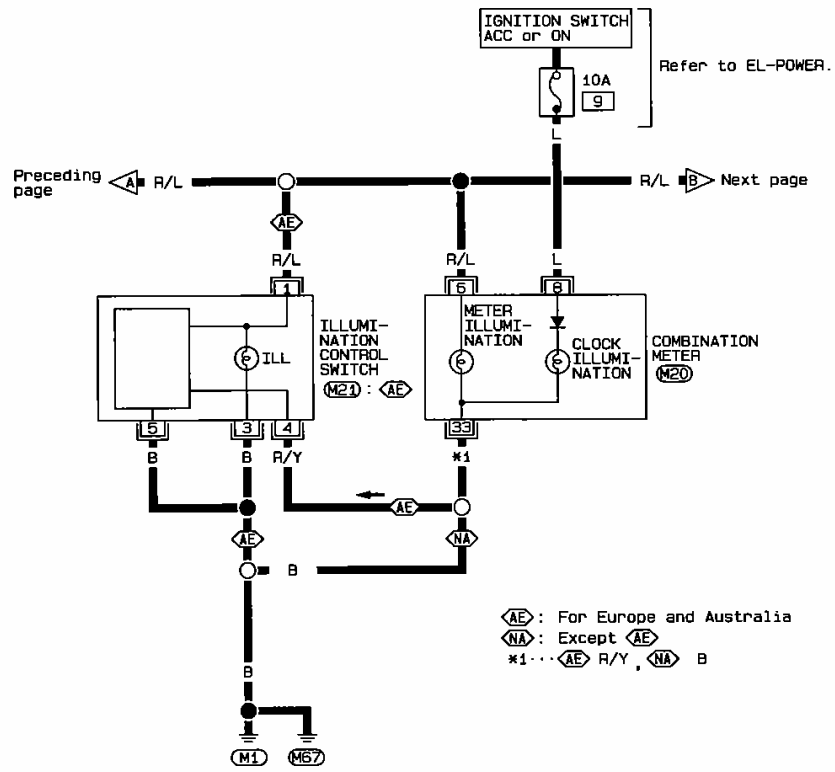 IGNITION SWITCH
ACC or ON
Refer to EL-POWER.
10A
9
L
Preceding
page
A
R/L
R/L
B
Next page
AE
R/L
R/L
L
1
6
8
ILL
ILLUMI-
NATION
CONTROL
SWITCH
M21 : AE
METER
ILLUMI-
NATION
CLOCK
ILLUMI-
NATION
COMBINATION
METER
M20
5
3
4
33
B
B
R/Y
*1
AE
AE
NA
B
AE : For Europe and Australia
NA : Except AE
*1··· AE R/Y , NA B
B
M1
M67